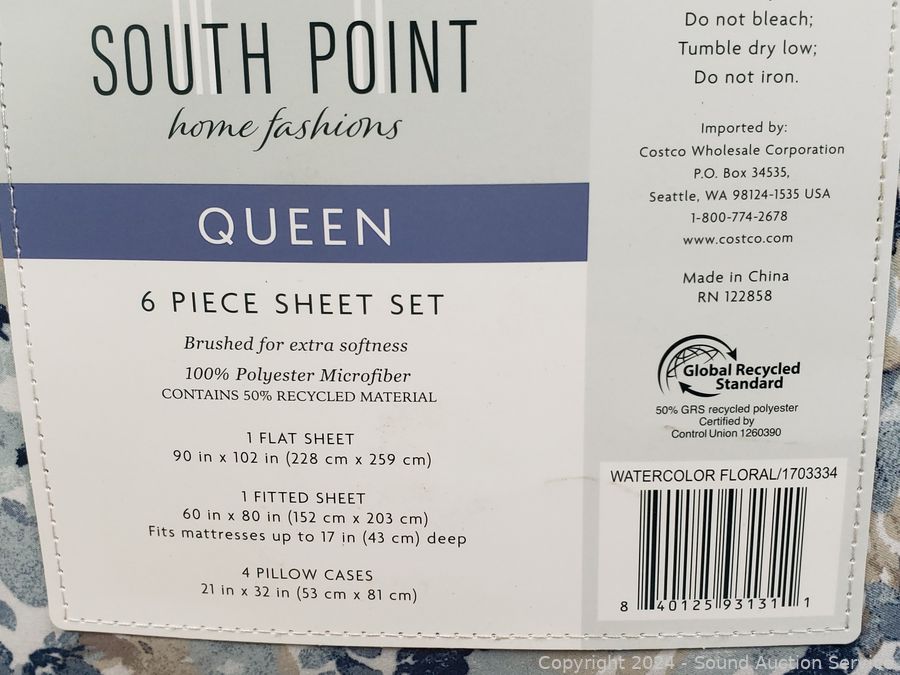 SOUTH POINT
home fashions
QUEEN
6 PIECE SHEET SET
Brushed for extra softness
100% Polyester Microfiber
CONTAINS 50% RECYCLED MATERIAL
1 FLAT SHEET
90 in x 102 in (228 cm x 259 cm)
1 FITTED SHEET
60 in x 80 in (152 cm x 203 cm)
Fits mattresses up to 17 in (43 cm) deep
4 PILLOW CASES
21 in x 32 in (53 cm x 81 cm)
Do not bleach;
Tumble dry low;
Do not iron.
Imported by:
Costco Wholesale Corporation
P.O. Box 34535,
Seattle, WA 98124-1535 USA
1-800-774-2678
www.costco.com
Made in China
RN 122858
Global Recycled
Standard
50% GRS recycled polyester
Certified by
Control Union 1260390
WATERCOLOR FLORAL/1703334
8 40125 93131 1
Copyright 2024 - Sound Auction Service